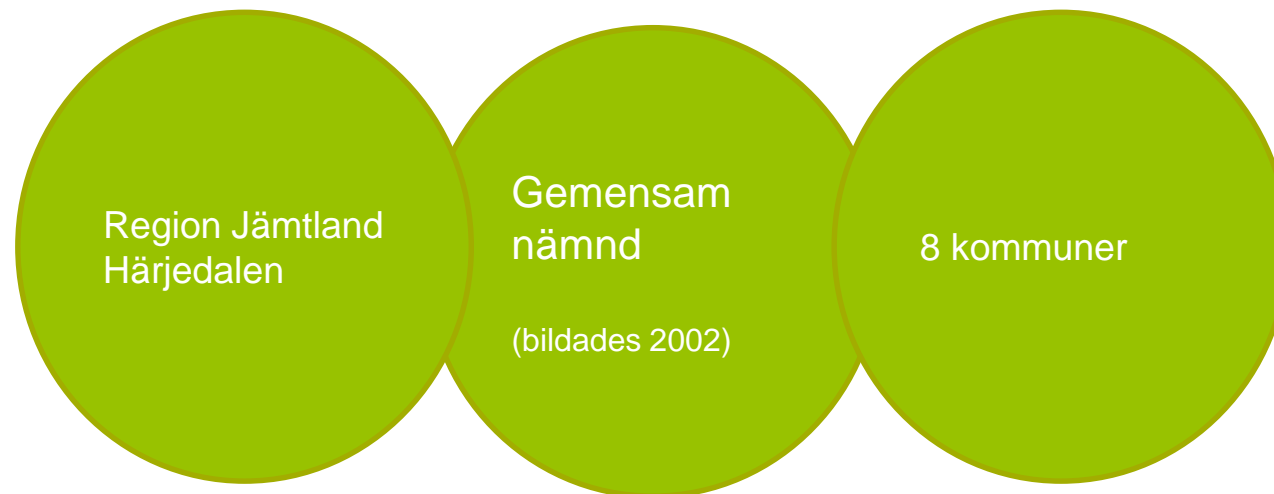 Region Jämtland
Härjedalen
Gemensam
nämnd
(bildades 2002)
8 kommuner